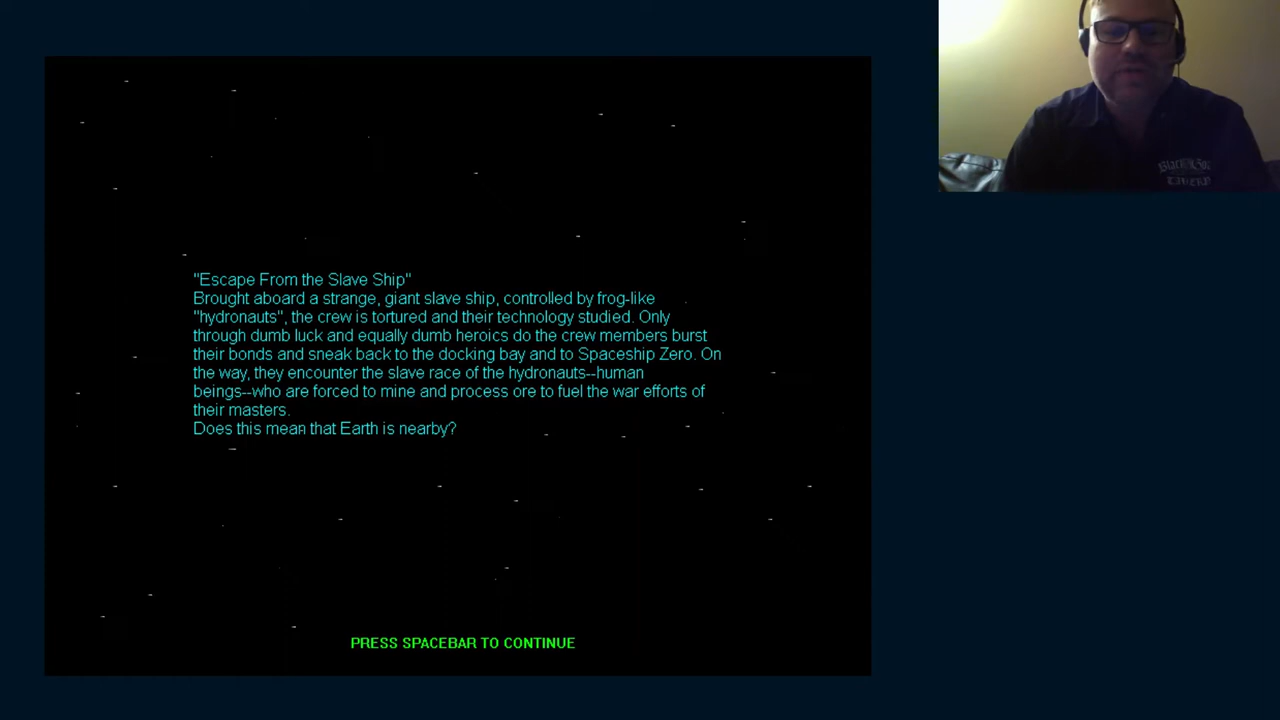 "Escape From the Slave Ship"
Brought aboard a strange, giant slave ship, controlled by frog-like
"hydronauts", the crew is tortured and their technology studied. Only
through dumb luck and equally dumb heroics do the crew members burst
their bonds and sneak back to the docking bay and to Spaceship Zero. On
the way, they encounter the slave race of the hydronauts--human
beings--who are forced to mine and process ore to fuel the war efforts of
their masters.
Does this mean that Earth is nearby?
PRESS SPACEBAR TO CONTINUE
TAVERN